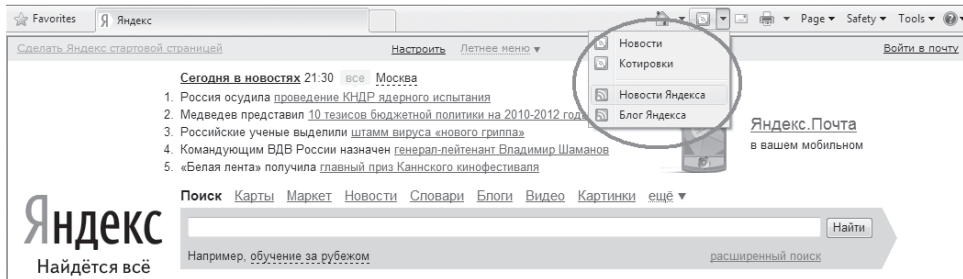 Favorites Я Яндекс Page Safety Tools
Новости
Котировки
Новости Яндекса
Блог Яндекса
Сделать Яндекс стартовой страницей Настроить Летнее меню Войти в почту
Сегодня в новостях 21:30 все Москва
1. Россия осудила проведение КНДР ядерного испытания
2. Медведев представил 10 тезисов бюджетной политики на 2010-2012 года
3. Российские ученые выделили штамм вируса «нового гриппа»
4. Командующим ВДВ России назначен генерал-лейтенант Владимир Шаманов
5. «Белая лента» получила главный приз Каннского кинофестиваля
Яндекс.Почта
в вашем мобильном
Поиск Карты Маркет Новости Словари Блоги Видео Картинки ещё
Яндекс
Найдётся всё
Найти
Например, обучение за рубежом расширенный поиск